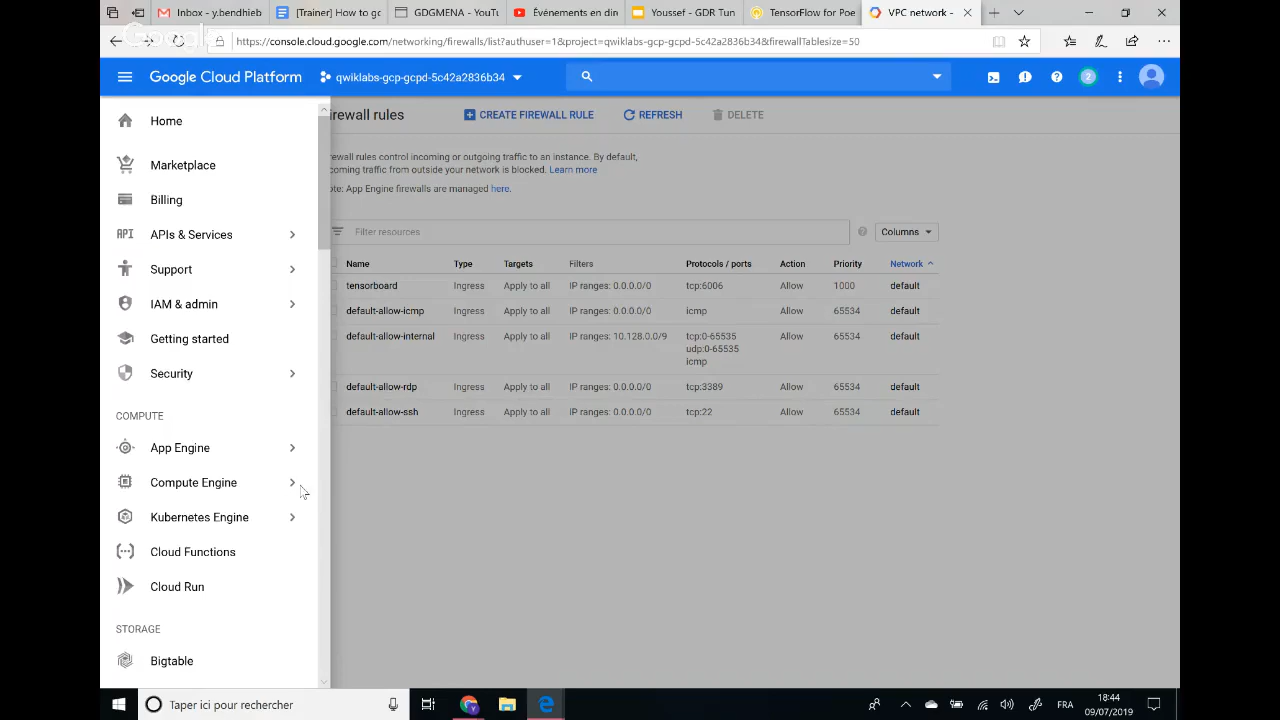 Inbox - y.bendhieb
[Trainer] How to go
GDGMENA - YouTu
Événements en din
Youssef - GDR Tun
TensorFlow for Poe
VPC network -
https://console.cloud.google.com/networking/firewalls/list?authuser=1&project=qwiklabs-gcp-gcpd-5c42a2836b34&firewallTablesize=50
Google Cloud Platform
qwiklabs-gcp-gcpd-5c42a2836b34
2
Home
Marketplace
Billing
API
APIs & Services
Support
IAM & admin
Getting started
Security
COMPUTE
App Engine
Compute Engine
Kubernetes Engine
Cloud Functions
Cloud Run
STORAGE
Bigtable
irewall rules
CREATE FIREWALL RULE
REFRESH
DELETE
ewall rules control incoming or outgoing traffic to an instance. By default,
coming traffic from outside your network is blocked. Learn more
te: App Engine firewalls are managed here.
Filter resources
Columns
Name Type Targets Filters Protocols / ports Action Priority Network
tensorboard Ingress Apply to all IP ranges: 0.0.0.0/0 tcp:6006 Allow 1000 default
default-allow-icmp Ingress Apply to all IP ranges: 0.0.0.0/0 icmp Allow 65534 default
default-allow-internal Ingress Apply to all IP ranges: 10.128.0.0/9 tcp:0-65535 Allow 65534 default
udp:0-65535
icmp
default-allow-rdp Ingress Apply to all IP ranges: 0.0.0.0/0 tcp:3389 Allow 65534 default
default-allow-ssh Ingress Apply to all IP ranges: 0.0.0.0/0 tcp:22 Allow 65534 default
Taper ici pour rechercher
FRA
18:44
09/07/2019